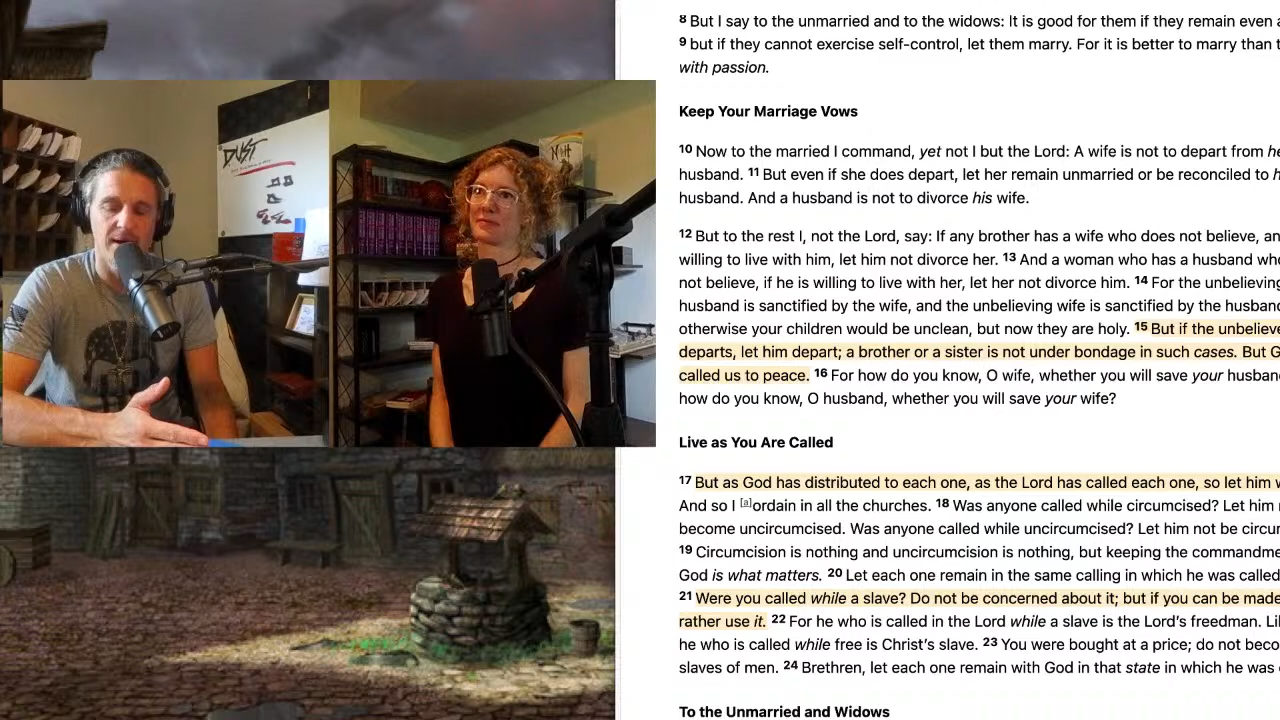 DUST
8 But I say to the unmarried and to the widows: It is good for them if they remain even
9 but if they cannot exercise self-control, let them marry. For it is better to marry than
with passion.
Keep Your Marriage Vows
10 Now to the married I command, yet not I but the Lord: A wife is not to depart from
husband. 11 But even if she does depart, let her remain unmarried or be reconciled to
husband. And a husband is not to divorce his wife.
12 But to the rest I, not the Lord, say: If any brother has a wife who does not believe,
willing to live with him, let him not divorce her. 13 And a woman who has a husband
not believe, if he is willing to live with her, let her not divorce him. 14 For the unbelieving
husband is sanctified by the wife, and the unbelieving wife is sanctified by the
otherwise your children would be unclean, but now they are holy. 15 But if the
departs, let him depart; a brother or a sister is not under bondage in such cases. But
called us to peace. 16 For how do you know, O wife, whether you will save your
how do you know, O husband, whether you will save your wife?
Live as You Are Called
17 But as God has distributed to each one, as the Lord has called each one, so let him
And so I [a]ordain in all the churches. 18 Was anyone called while circumcised? Let him
become uncircumcised. Was anyone called while uncircumcised? Let him not be
19 Circumcision is nothing and uncircumcision is nothing, but keeping the
God is what matters. 20 Let each one remain in the same calling in which he was called
21 Were you called while a slave? Do not be concerned about it; but if you can be made
rather use it. 22 For he who is called in the Lord while a slave is the Lord’s freedman.
he who is called while free is Christ’s slave. 23 You were bought at a price; do not
slaves of men. 24 Brethren, let each one remain with God in that state in which he was
To the Unmarried and Widows